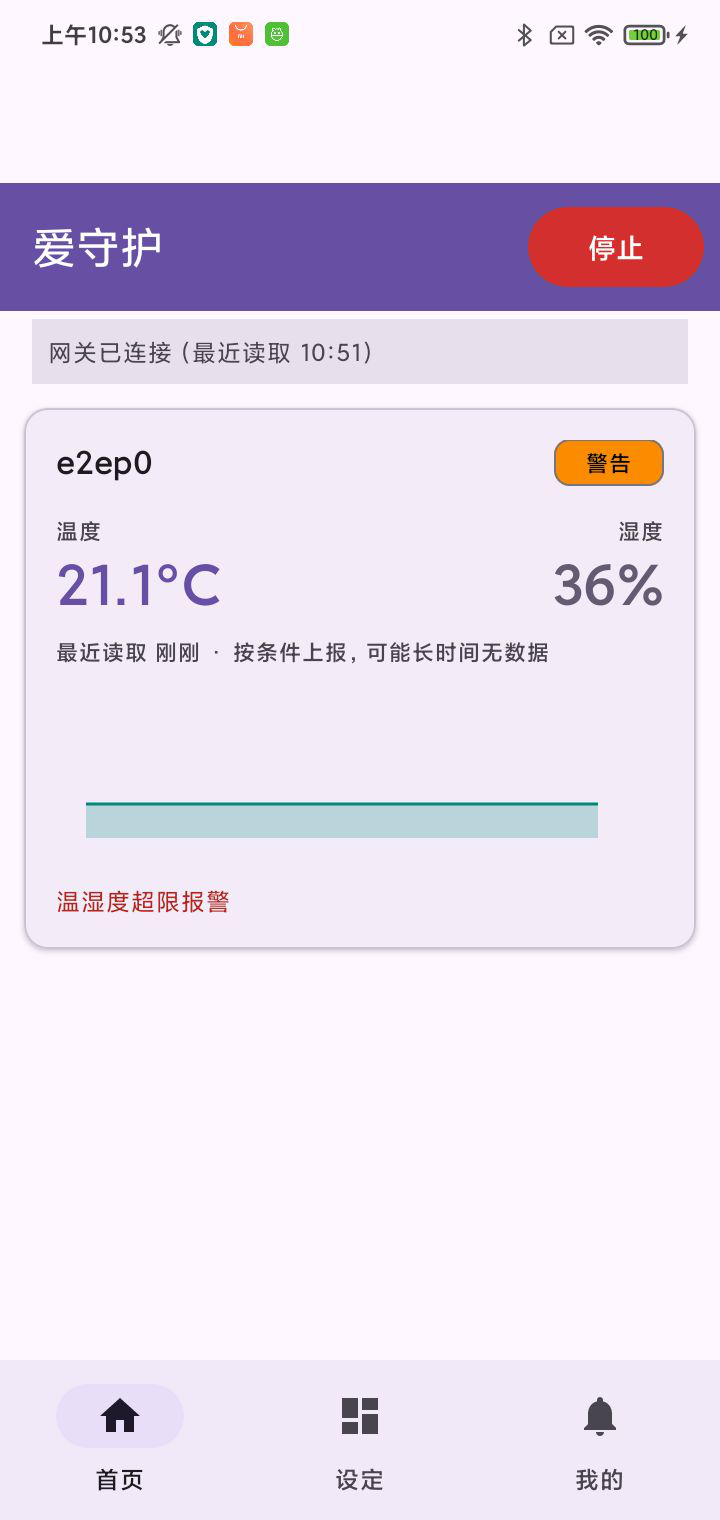 上午10:53
100
爱守护
停止
网关已连接 (最近读取 10:51)
e2ep0
警告
温度
湿度
21.1°C
36%
最近读取 刚刚 · 按条件上报, 可能长时间无数据
温湿度超限报警
首页
设定
我的